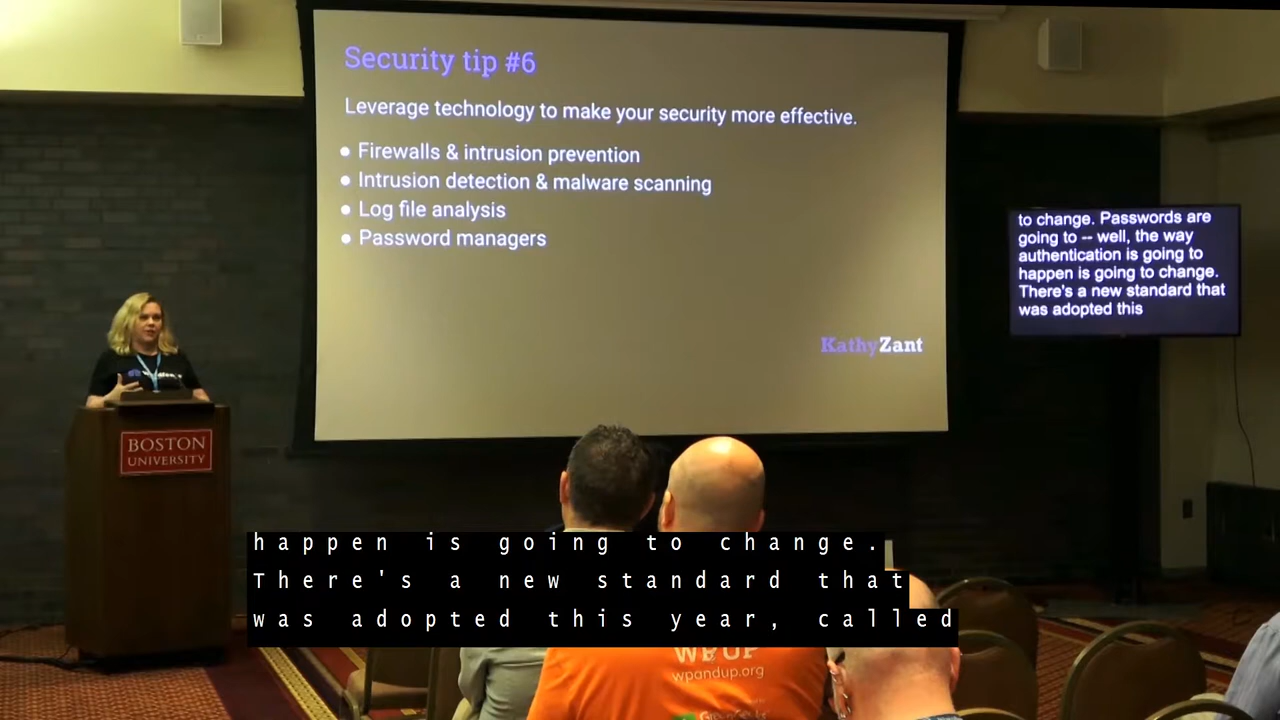 Security tip #6
Leverage technology to make your security more effective.
● Firewalls & intrusion prevention
● Intrusion detection & malware scanning
● Log file analysis
● Password managers
KathyZant
to change. Passwords are
going to -- well, the way
authentication is going to
happen is going to change.
There's a new standard that
was adopted this
BOSTON
UNIVERSITY
happen is going to change.
There's a new standard that
was adopted this year, called
WP UP
wpandup.org